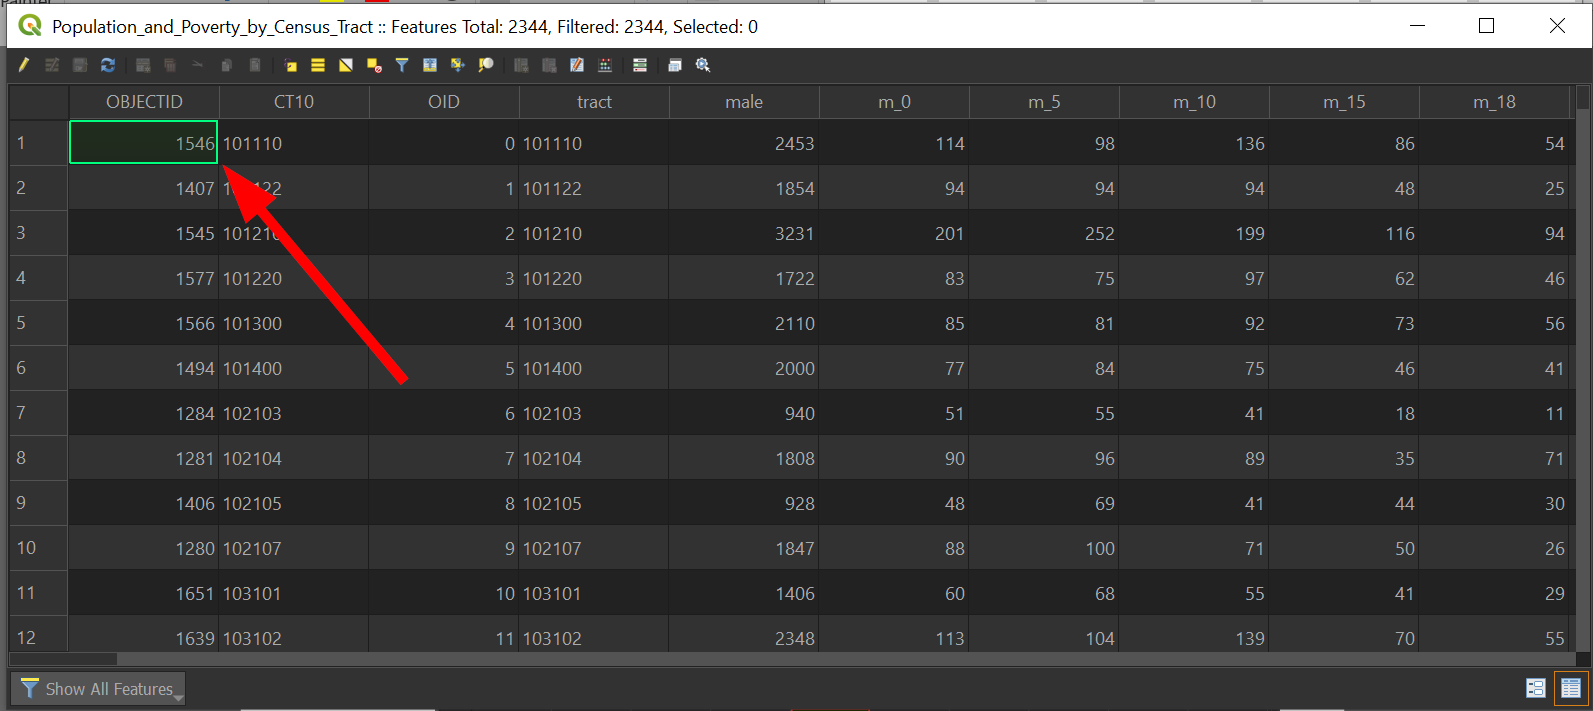 Population_and_Poverty_by_Census_Tract :: Features Total: 2344, Filtered: 2344, Selected: 0
OBJECTID CT10 OID tract male m_0 m_5 m_10 m_15 m_18
1 1546 101110 0 101110 2453 114 98 136 86 54
2 1407 22 1 101122 1854 94 94 94 48 25
3 1545 101210 2 101210 3231 201 252 199 116 94
4 1577 101220 3 101220 1722 83 75 97 62 46
5 1566 101300 4 101300 2110 85 81 92 73 56
6 1494 101400 5 101400 2000 77 84 75 46 41
7 1284 102103 6 102103 940 51 55 41 18 11
8 1281 102104 7 102104 1808 90 96 89 35 71
9 1406 102105 8 102105 928 48 69 41 44 30
10 1280 102107 9 102107 1847 88 100 71 50 26
11 1651 103101 10 103101 1406 60 68 55 41 29
12 1639 103102 11 103102 2348 113 104 139 70 55
Show All Features